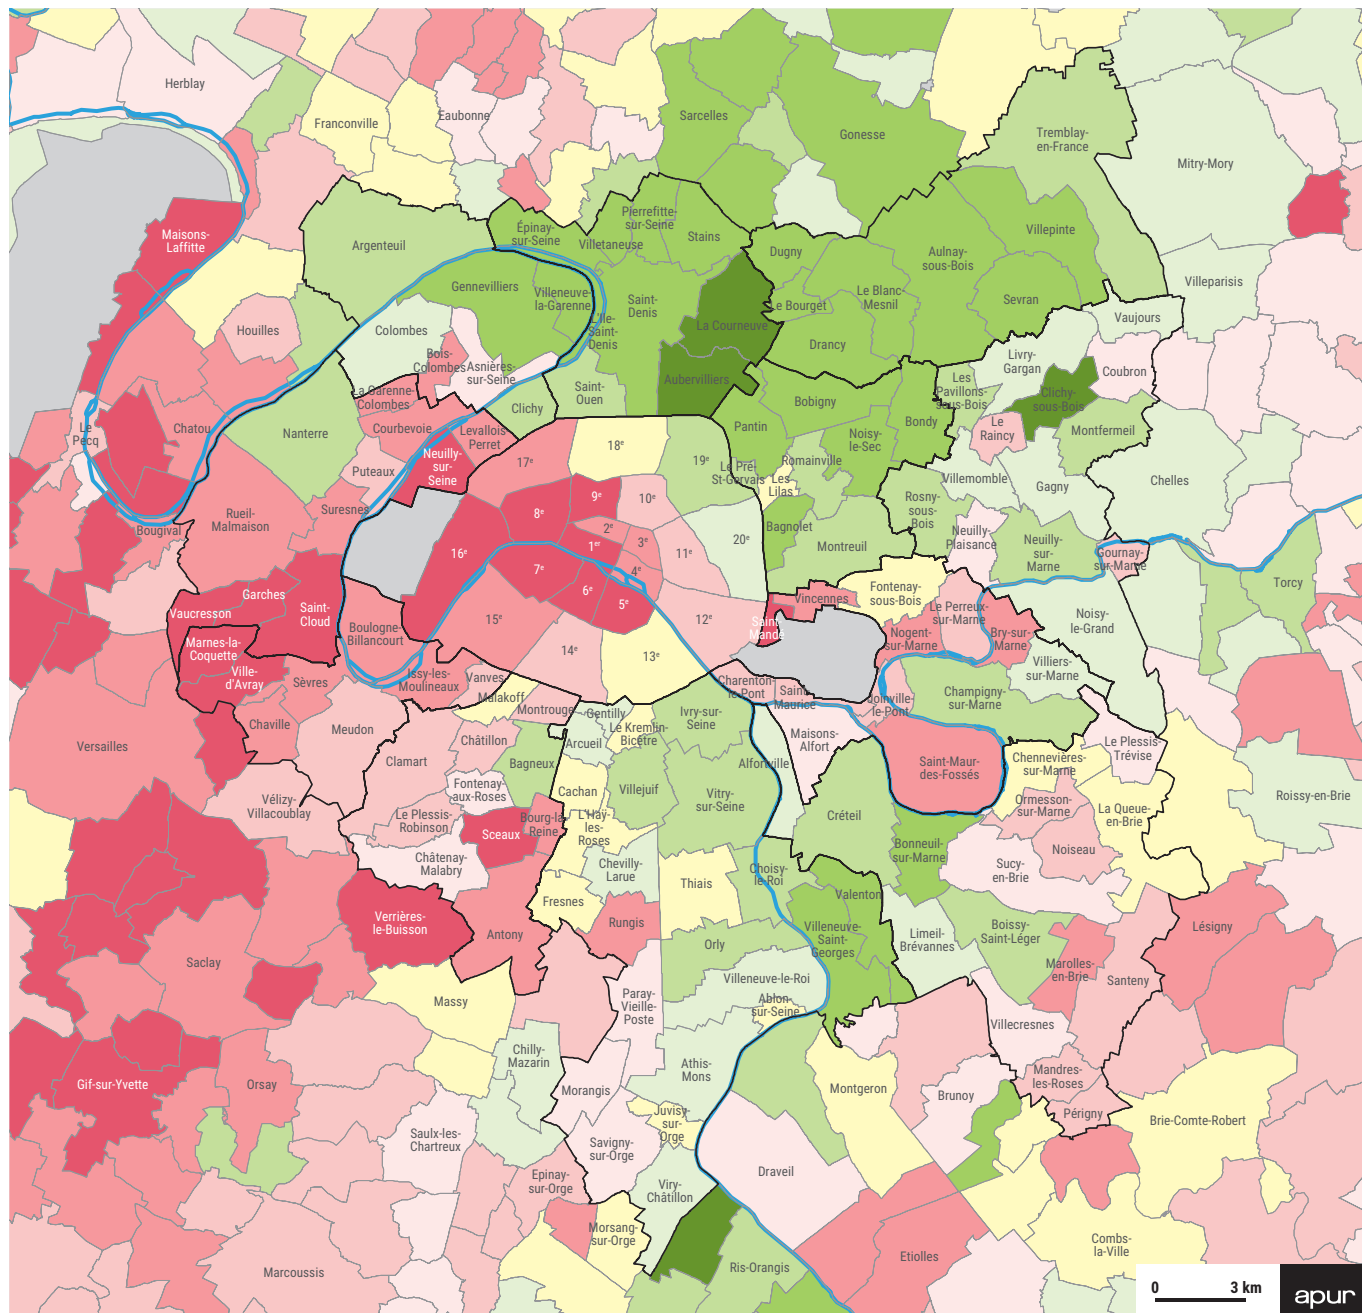 Herblay
Eaubonne
Franconville
Sarcelles
Gonesse
Tremblay-
en-France
Mitry-Mory
Maisons-
Laffitte
Argenteuil
Épinay-
sur-Seine
Pierrefitte-
sur-Seine
Villetaneuse
Stains
Dugny
Aulnay-
sous-Bois
Villepinte
Villeparisis
Gennevilliers
Villeneuve-
la-Garenne
L'Île-
Saint-
Denis
Saint-
Denis
Le Bourget
Le Blanc-
Mesnil
Sevran
Vaujours
Houilles
Colombes
La Courneuve
Drancy
Bois-
Colombes
Asnières-
sur-Seine
Livry-
Gargan
Coubron
La Garenne-
Colombes
Saint-
Ouen
Aubervilliers
Les
Pavillons-
sous-Bois
Clichy-
sous-Bois
Clichy
Bobigny
Bondy
Le
Raincy
Montfermeil
Le
Pecq
Chatou
Nanterre
Courbevoie
Levallois
Perret
Pantin
Noisy-
le-Sec
Puteaux
Neuilly-
sur-
Seine
17e
18e
19e
Le Pré-
St-Gervais
Romainville
Les
Lilas
Villemomble
Gagny
Chelles
Bougival
Rueil-
Malmaison
Suresnes
8e
9e
10e
2e
3e
1er
11e
20e
Bagnolet
Montreuil
Rosny-
sous-
Bois
Neuilly-
Plaisance
Neuilly-
sur-
Marne
Gournay-
sur-Marne
Torcy
16e
7e
6e
5e
4e
12e
Vaucresson
Garches
Saint-
Cloud
Boulogne-
Billancourt
15e
14e
13e
Saint-
Mandé
Vincennes
Fontenay-
sous-Bois
Le Perreux-
sur-Marne
Nogent-
sur-Marne
Bry-sur-
Marne
Noisy-
le-Grand
Marnes-la-
Coquette
Ville-
d'Avray
Sèvres
Issy-les-
Moulineaux
Vanves
Malakoff
Montrouge
Gentilly
Charenton-
le-Pont
Saint-
Maurice
Joinville-
le-Pont
Champigny-
sur-Marne
Villiers-
sur-Marne
Versailles
Chaville
Meudon
Clamart
Châtillon
Bagneux
Arcueil
Le Kremlin-
Bicêtre
Ivry-sur-
Seine
Maisons-
Alfort
Saint-Maur-
des-Fossés
Chennevières-
sur-Marne
Le Plessis-
Trévise
Vélizy-
Villacoublay
Fontenay-
aux-Roses
Cachan
Villejuif
Vitry-
sur-Seine
Alfortville
Créteil
Ormesson-
sur-Marne
La Queue-
en-Brie
Roissy-en-Brie
Le Plessis-
Robinson
Sceaux
Bourg-la-
Reine
L'Haÿ-
les-
Roses
Châtenay-
Malabry
Chevilly-
Larue
Thiais
Choisy-
le-Roi
Bonneuil-
sur-Marne
Noiseau
Sucy-
en-Brie
Verrières-
le-Buisson
Antony
Fresnes
Rungis
Orly
Valenton
Villeneuve-
Saint-
Georges
Limeil-
Brévannes
Boissy-
Saint-Léger
Lésigny
Saclay
Massy
Paray-
Vieille-
Poste
Villeneuve-le-Roi
Ablon-
sur-Seine
Marolles-
en-Brie
Santeny
Villecresnes
Gif-sur-Yvette
Orsay
Chilly-
Mazarin
Morangis
Athis-
Mons
Montgeron
Brunoy
Mandres-
les-Roses
Périgny
Brie-Comte-Robert
Saulx-les-
Chartreux
Savigny-
sur-Orge
Juvisy-
sur-
Orge
Epinay-
sur-Orge
Viry-
Châtillon
Draveil
Morsang-
sur-Orge
Marcoussis
Ris-Orangis
Etiolles
Combs-
la-Ville
0 3 km
apur